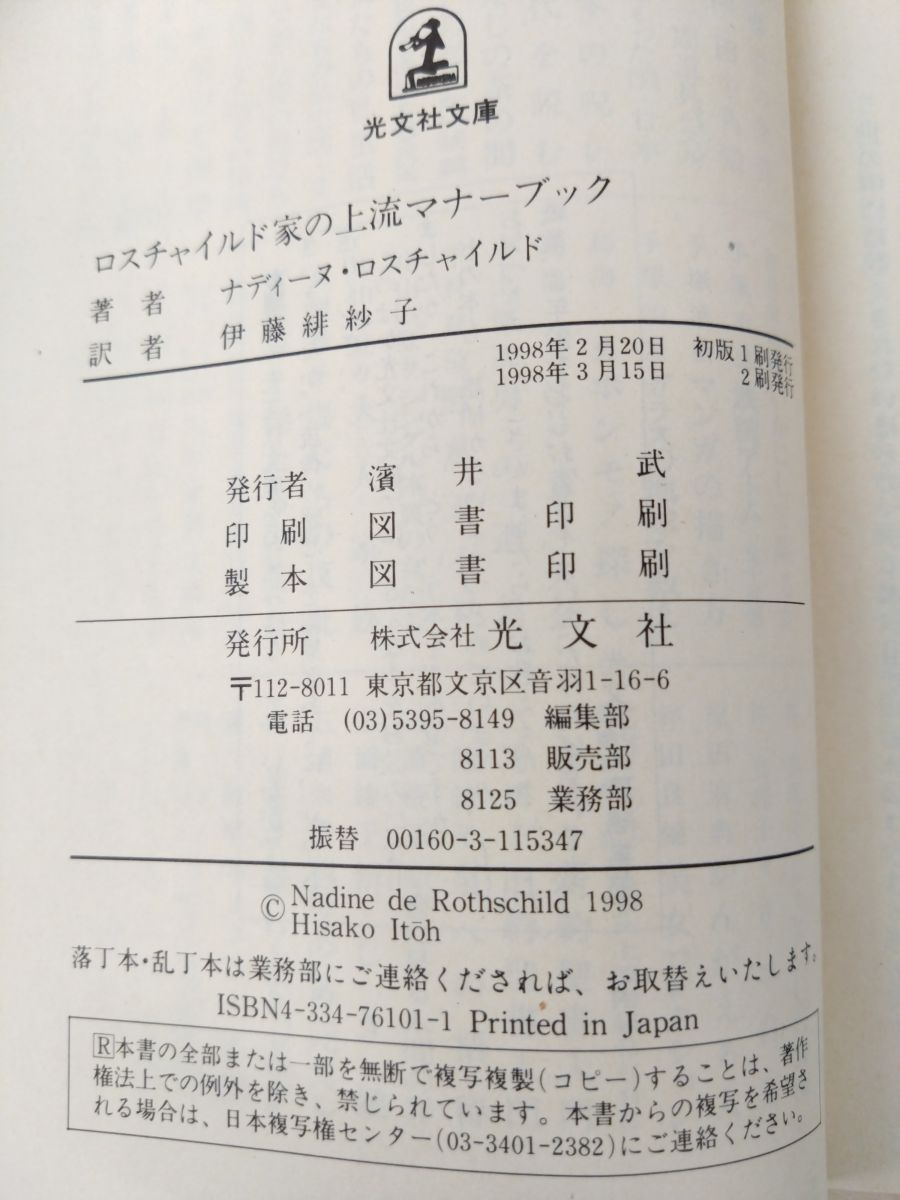 光文社文庫
ロスチャイルド家の上流マナーブック
著者 ナディーヌ・ロスチャイルド
訳者 伊藤緋紗子
1998年2月20日 初版1刷発行
1998年3月15日 2刷発行
発行者 濱井武
印刷 図書印刷
製本 図書印刷
発行所 株式会社 光文社
〒112-8011 東京都文京区音羽1-16-6
電話 (03)5395-8149 編集部
8113 販売部
8125 業務部
振替 00160-3-115347
© Nadine de Rothschild 1998
Hisako Itōh
落丁本・乱丁本は業務部にご連絡くだされば、お取替えいたします。
ISBN4-334-76101-1 Printed in Japan
R本書の全部または一部を無断で複写複製(コピー)することは、著作
権法上での例外を除き、禁じられています。本書からの複写を希望さ
れる場合は、日本複写権センター(03-3401-2382)にご連絡ください。